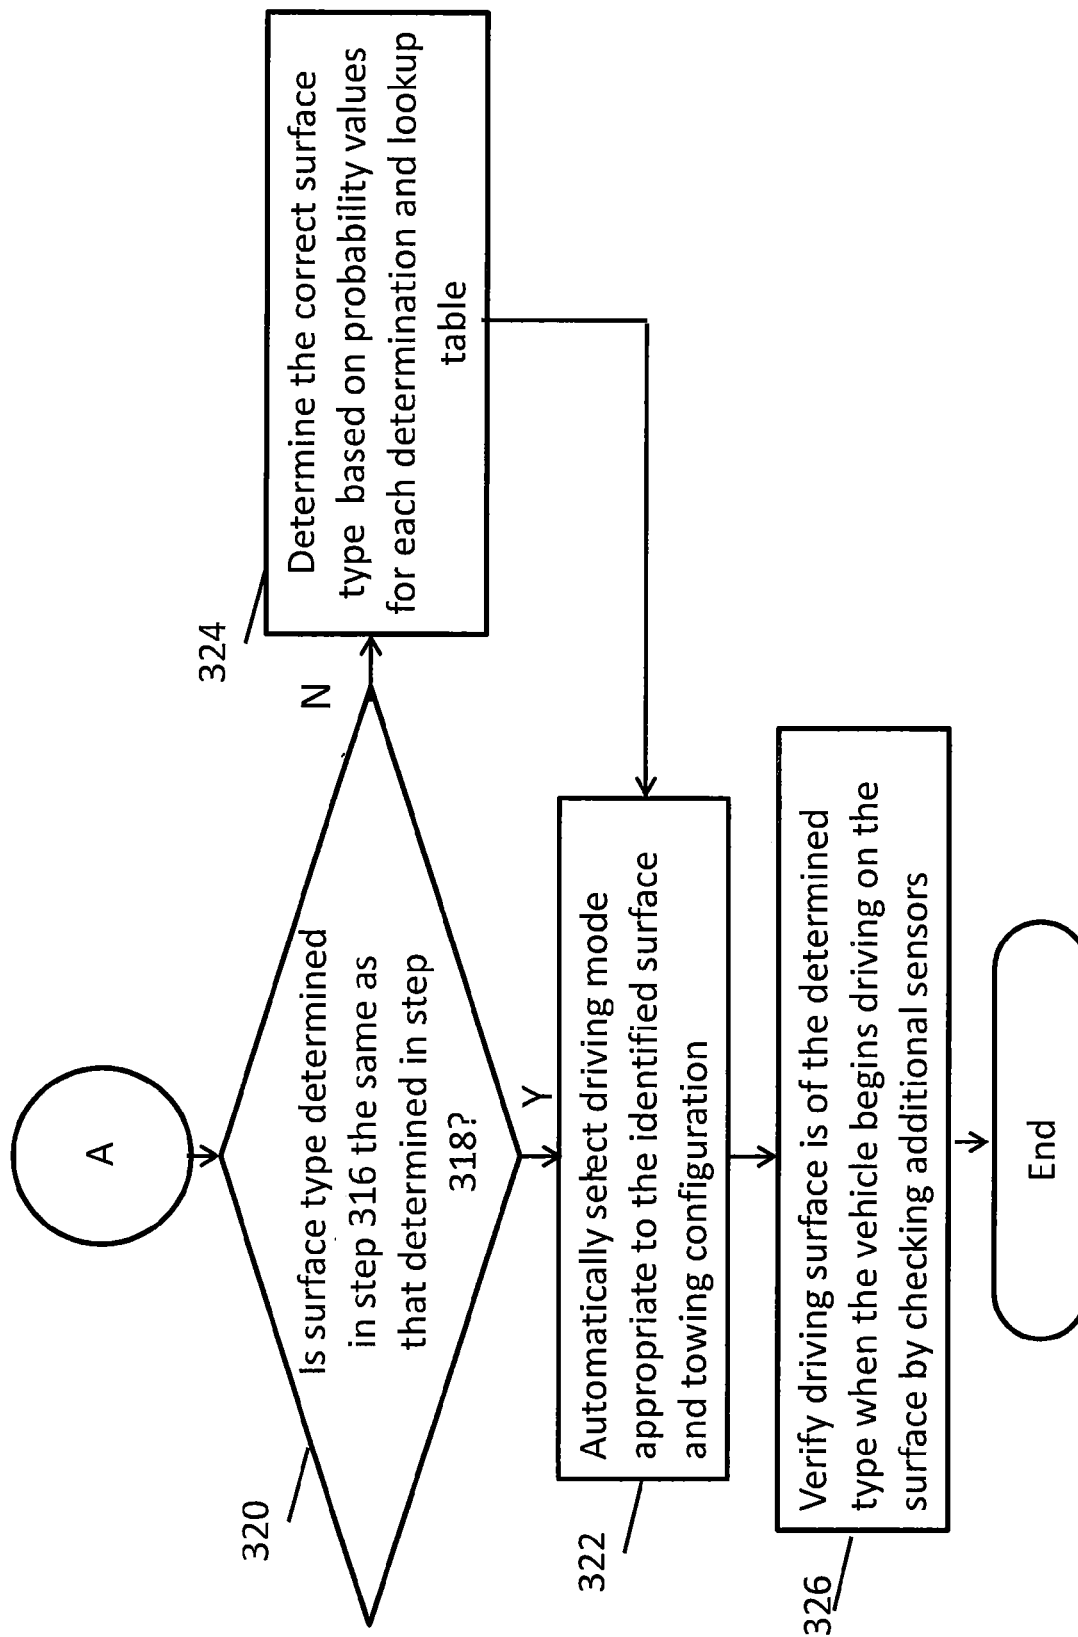 A
320
Is surface type determined
in step 316 the same as
that determined in step
318?
N
Y
324
Determine the correct surface
type based on probability values
for each determination and lookup
table
322
Automatically select driving mode
appropriate to the identified surface
and towing configuration
326
Verify driving surface is of the determined
type when the vehicle begins driving on the
surface by checking additional sensors
End